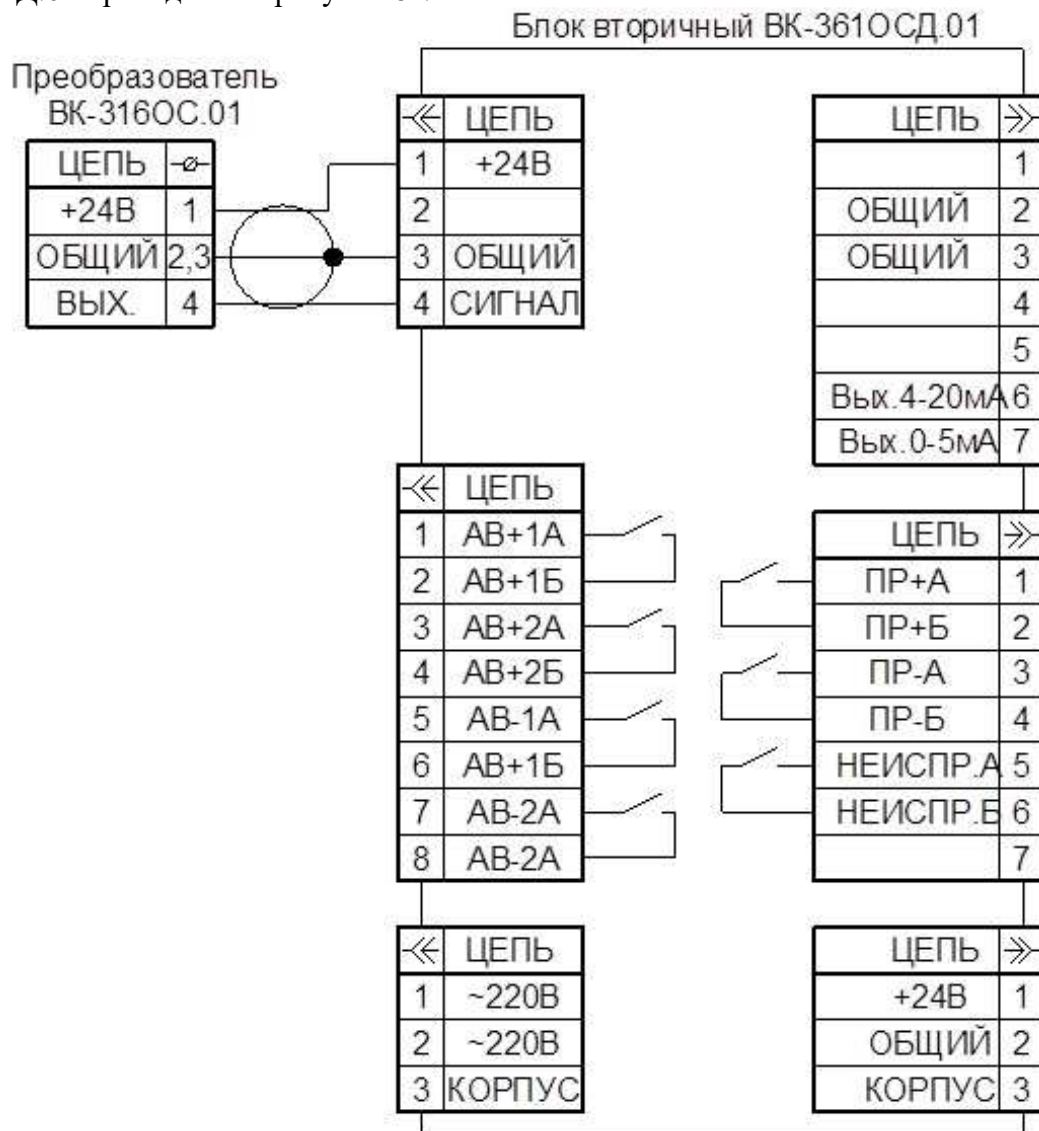 Блок вторичный ВК-361ОСД.01
Преобразователь
ВК-316ОС.01
ЦЕПЬ
+24В 1
ОБЩИЙ 2,3
ВЫХ. 4
ЦЕПЬ
1 +24В
2
3 ОБЩИЙ
4 СИГНАЛ
ЦЕПЬ
1
ОБЩИЙ 2
ОБЩИЙ 3
4
5
Вых.4-20мА 6
Вых.0-5мА 7
ЦЕПЬ
1 АВ+1А
2 АВ+1Б
3 АВ+2А
4 АВ+2Б
5 АВ-1А
6 АВ+1Б
7 АВ-2А
8 АВ-2А
ЦЕПЬ
ПР+А 1
ПР+Б 2
ПР-А 3
ПР-Б 4
НЕИСПР.А 5
НЕИСПР.Б 6
7
ЦЕПЬ
1 ~220В
2 ~220В
3 КОРПУС
ЦЕПЬ
+24В 1
ОБЩИЙ 2
КОРПУС 3